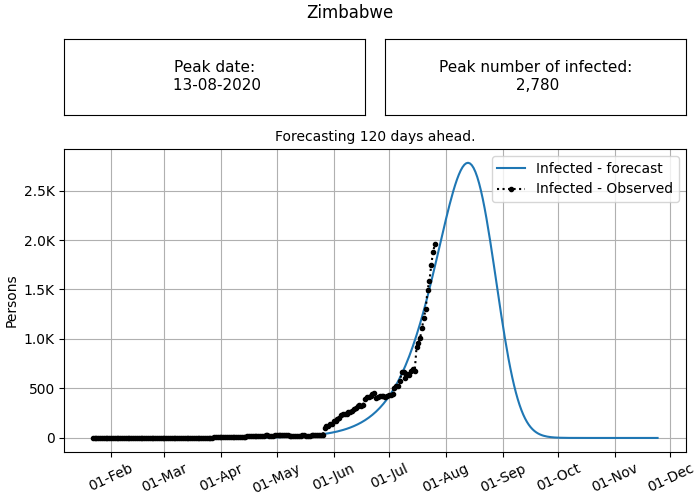 Zimbabwe
Peak date:
13-08-2020
Peak number of infected:
2,780
Forecasting 120 days ahead.
Infected - forecast
Infected - Observed
2.5K
2.0K
1.5K
1.0K
500
0
Persons
01-Feb
01-Mar
01-Apr
01-May
01-Jun
01-Jul
01-Aug
01-Sep
01-Oct
01-Nov
01-Dec